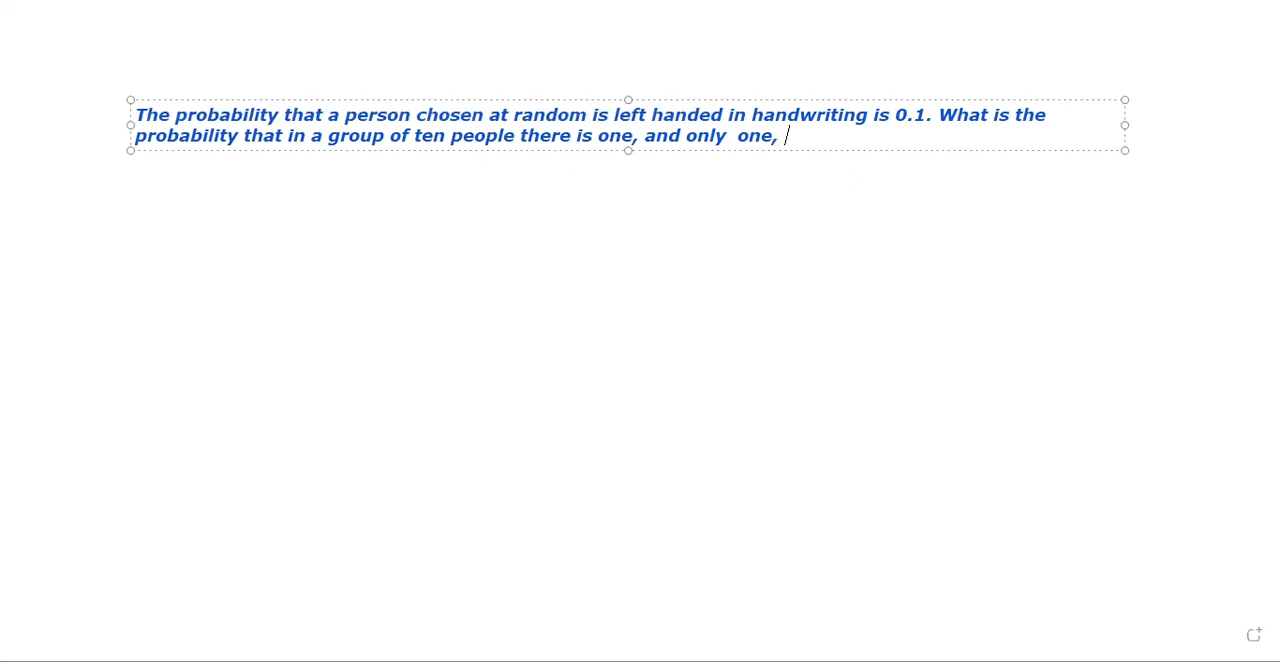 The probability that a person chosen at random is left handed in handwriting is 0.1. What is the
probability that in a group of ten people there is one, and only  one,